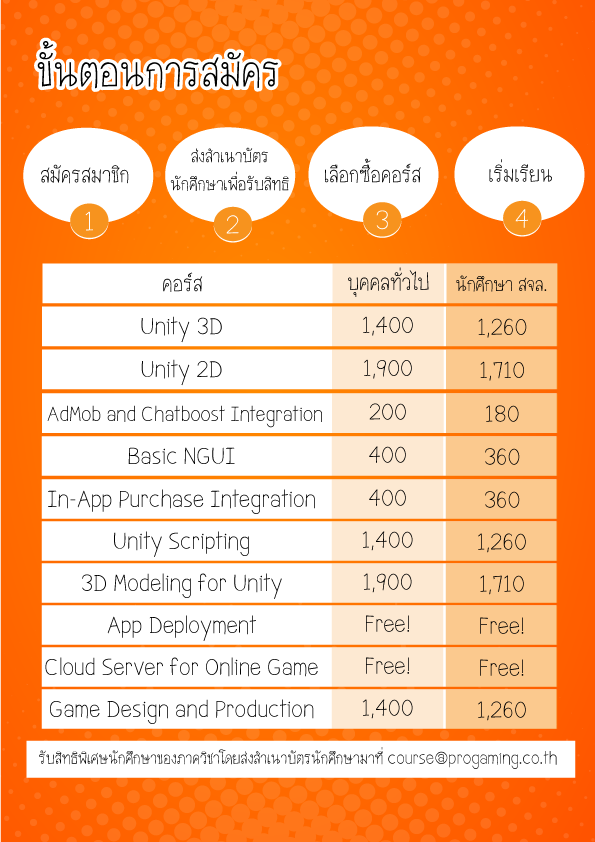 ขั้นตอนการสมัคร
สมัครสมาชิก
1
ส่งสำเนาบัตร
นักศึกษาเพื่อรับสิทธิ
2
เลือกซื้อคอร์ส
3
เริ่มเรียน
4
คอร์ส บุคคลทั่วไป นักศึกษา สจล.
Unity 3D 1,400 1,260
Unity 2D 1,900 1,710
AdMob and Chatboost Integration 200 180
Basic NGUI 400 360
In-App Purchase Integration 400 360
Unity Scripting 1,400 1,260
3D Modeling for Unity 1,900 1,710
App Deployment Free! Free!
Cloud Server for Online Game Free! Free!
Game Design and Production 1,400 1,260
รับสิทธิพิเศษนักศึกษาของภาควิชาโดยส่งสำเนาบัตรนักศึกษามาที่ course@progaming.co.th